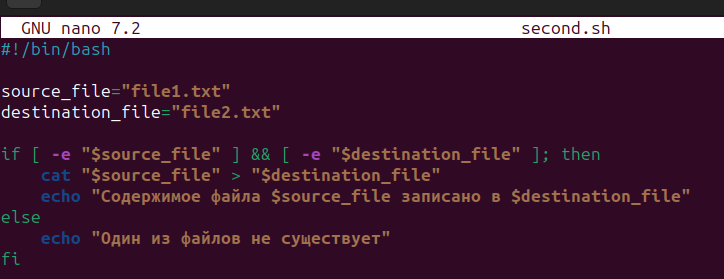 GNU nano 7.2 second.sh
#!/bin/bash
source_file="file1.txt"
destination_file="file2.txt"
if [ -e "$source_file" ] && [ -e "$destination_file" ]; then
cat "$source_file" > "$destination_file"
echo "Содержимое файла $source_file записано в $destination_file"
else
echo "Один из файлов не существует"
fi